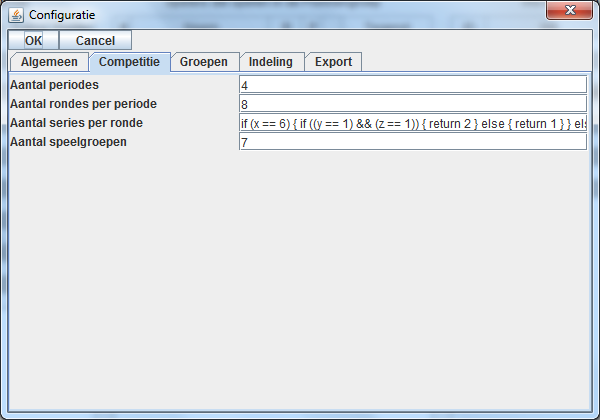 Configuratie
OK Cancel
Algemeen Competitie Groepen Indeling Export
Aantal periodes 4
Aantal rondes per periode 8
Aantal series per ronde if (x == 6) { if ((y == 1) && (z == 1)) { return 2 } else { return 1 } } els
Aantal speelgroepen 7